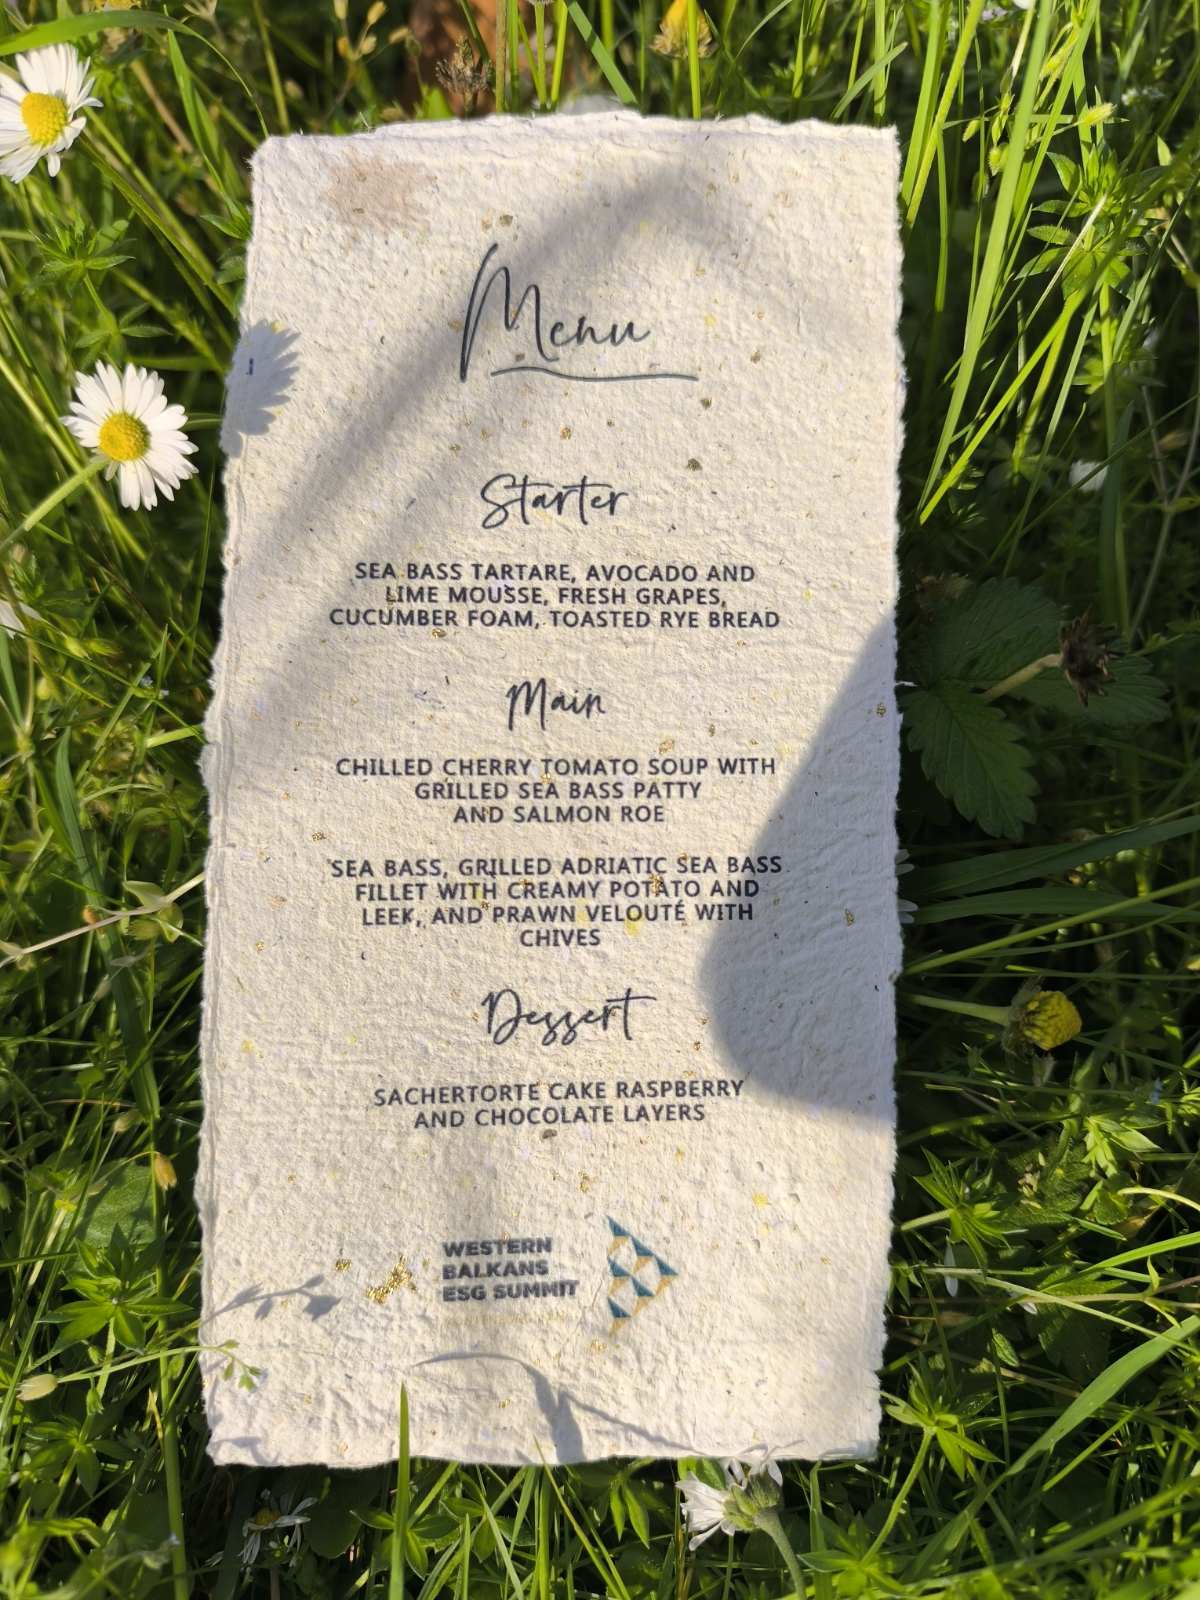 Menu
Starter
SEA BASS TARTARE, AVOCADO AND
LIME MOUSSE, FRESH GRAPES,
CUCUMBER FOAM, TOASTED RYE BREAD
Main
CHILLED CHERRY TOMATO SOUP WITH
GRILLED SEA BASS PATTY
AND SALMON ROE
SEA BASS, GRILLED ADRIATIC SEA BASS
FILLET WITH CREAMY POTATO AND
LEEK, AND PRAWN VELOUTÉ WITH
CHIVES
Dessert
SACHERTORTE CAKE RASPBERRY
AND CHOCOLATE LAYERS
WESTERN
BALKANS
ESG SUMMIT